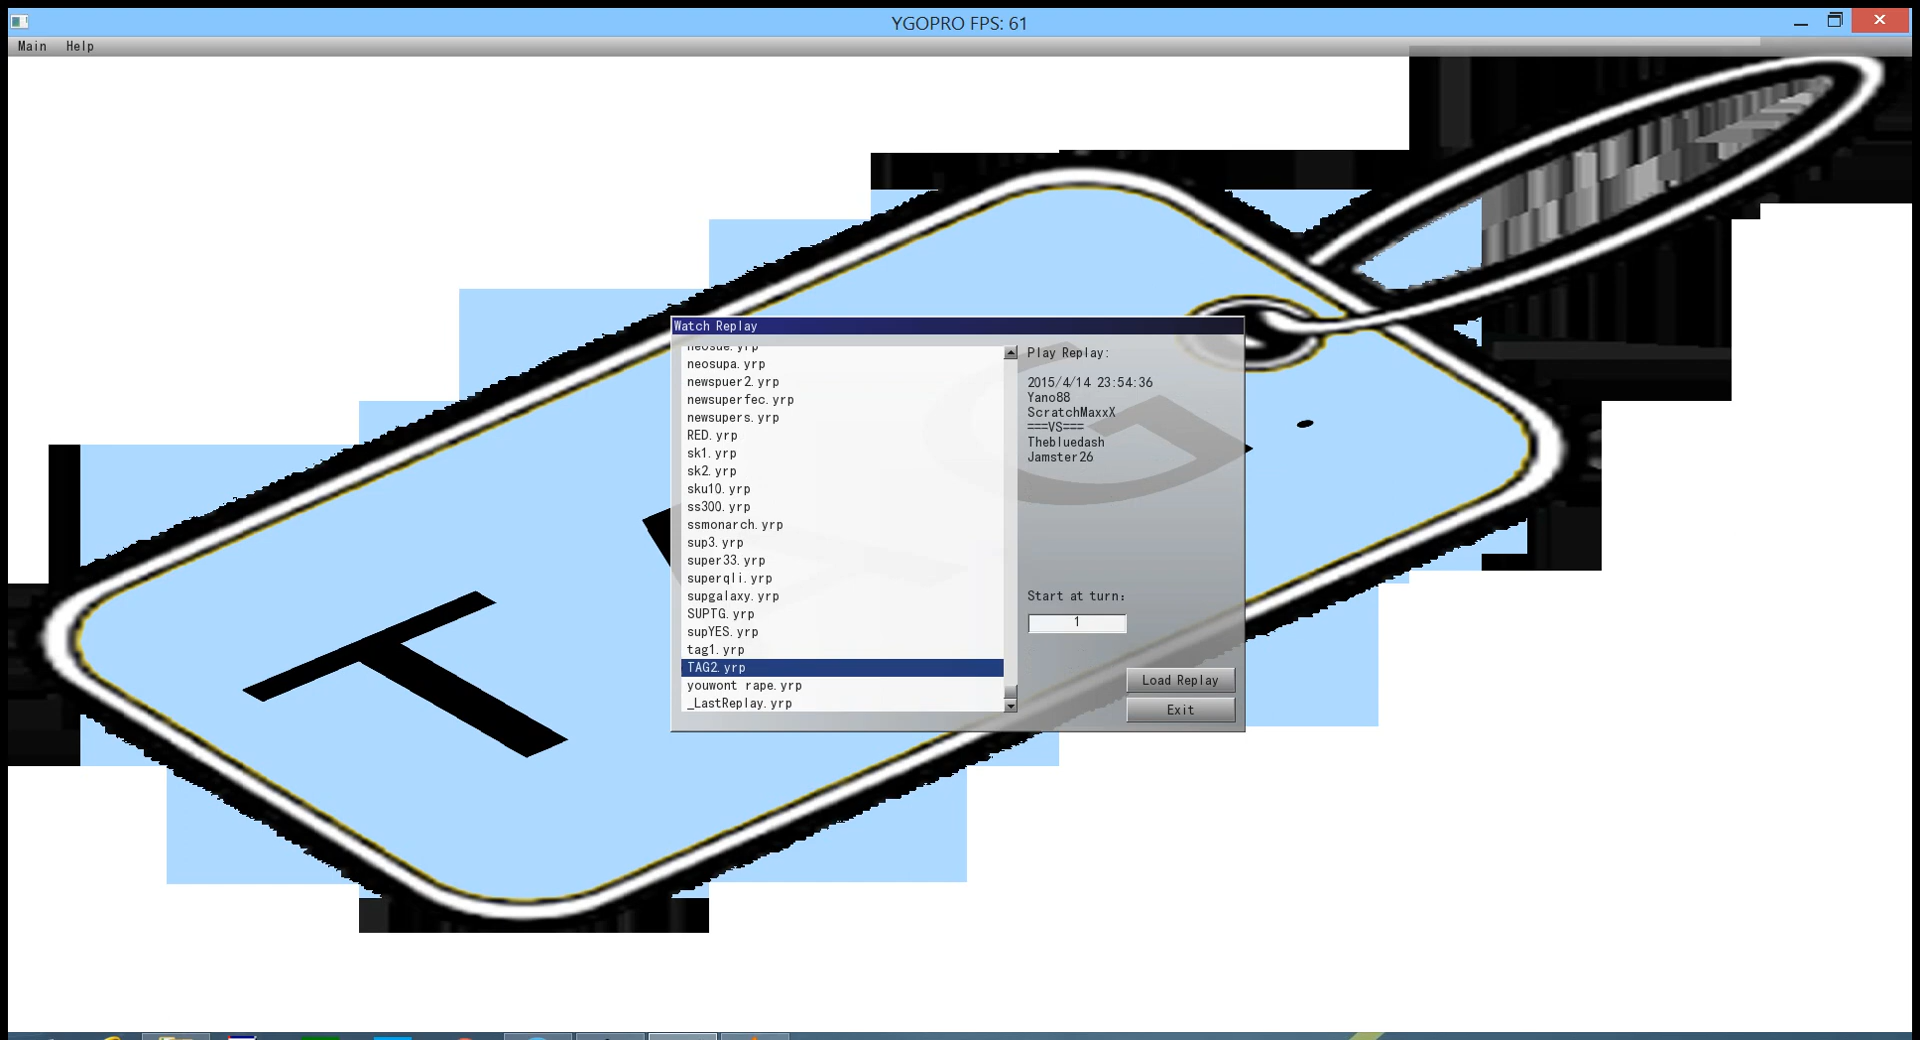 YGOPRO FPS: 61
Main Help
Watch Replay
neosue.yrp
neosupa.yrp
newspuer2.yrp
newsuperfec.yrp
newsupers.yrp
RED.yrp
sk1.yrp
sk2.yrp
sku10.yrp
ss300.yrp
ssmonarch.yrp
sup3.yrp
super33.yrp
superqli.yrp
supgalaxy.yrp
SUPTG.yrp
supYES.yrp
tag1.yrp
TAG2.yrp
youwont rape.yrp
_LastReplay.yrp
Play Replay:
2015/4/14 23:54:36
Yano88
ScratchMaxxX
===VS===
Thebluedash
Jamster26
Start at turn:
1
Load Replay
Exit
T
G